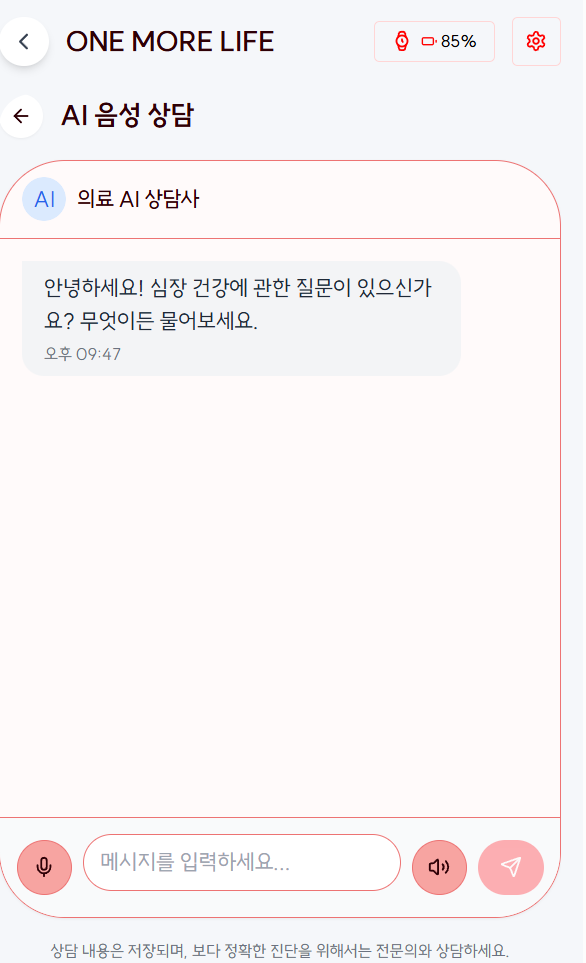 ONE MORE LIFE
85%
AI 음성 상담
AI 의료 AI 상담사
안녕하세요! 심장 건강에 관한 질문이 있으신가
요? 무엇이든 물어보세요.
오후 09:47
메시지를 입력하세요...
상담 내용은 저장되며, 보다 정확한 진단을 위해서는 전문의와 상담하세요.